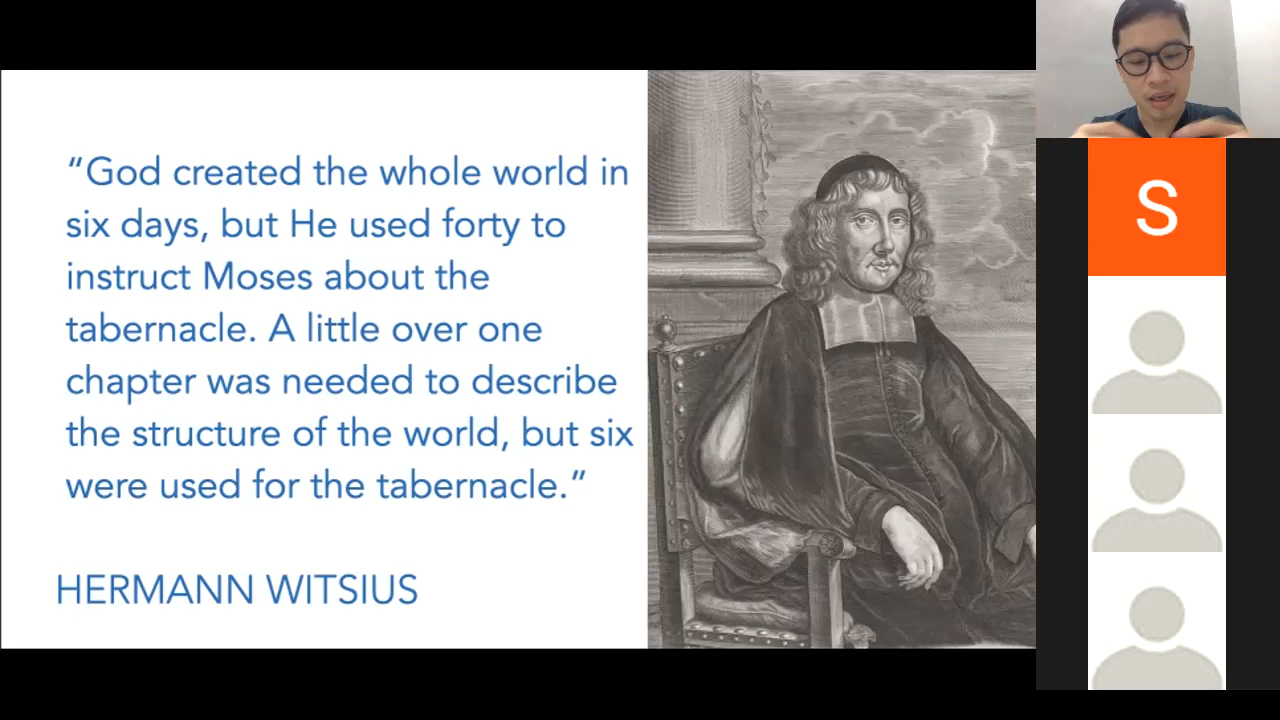 “God created the whole world in
six days, but He used forty to
instruct Moses about the
tabernacle. A little over one
chapter was needed to describe
the structure of the world, but six
were used for the tabernacle.”
HERMANN WITSIUS
S